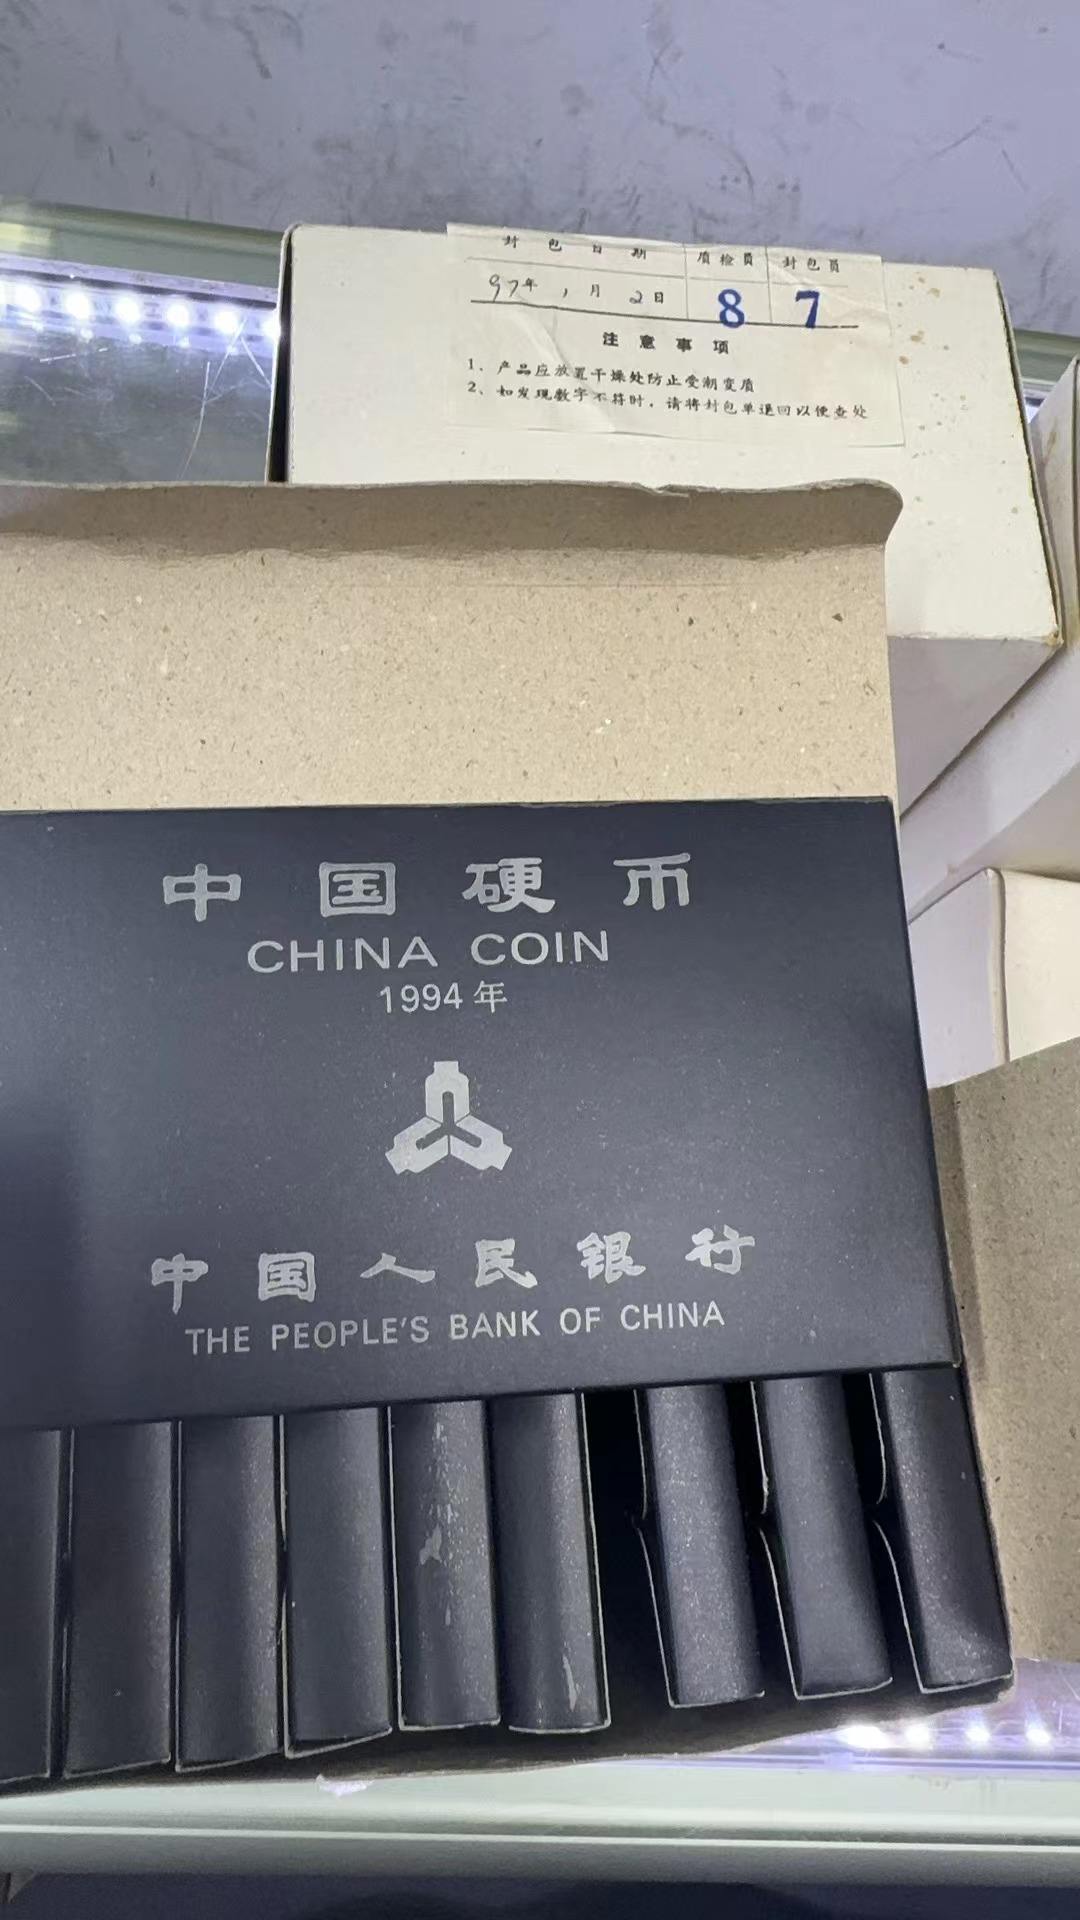 封包日期 质检员 封包员
97年1月2日 8 7
注意事项
1、产品应放置干燥处防止受潮变质
2、如发现数字不符时，请将封包单退回以便查处
中国硬币
CHINA COIN
1994年
中国人民银行
THE PEOPLE'S BANK OF CHINA